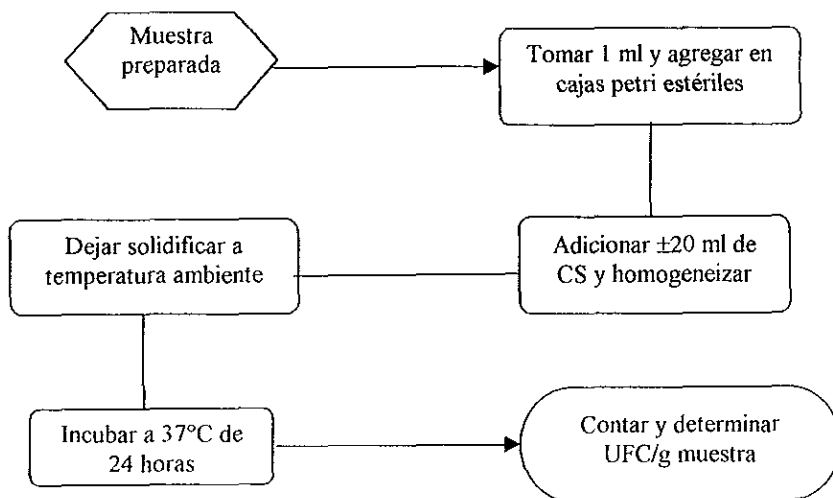 Muestra
preparada
Tomar 1 ml y agregar en
cajas petri estériles
Adicionar ±20 ml de
CS y homogeneizar
Dejar solidificar a
temperatura ambiente
Incubar a 37°C de
24 horas
Contar y determinar
UFC/g muestra